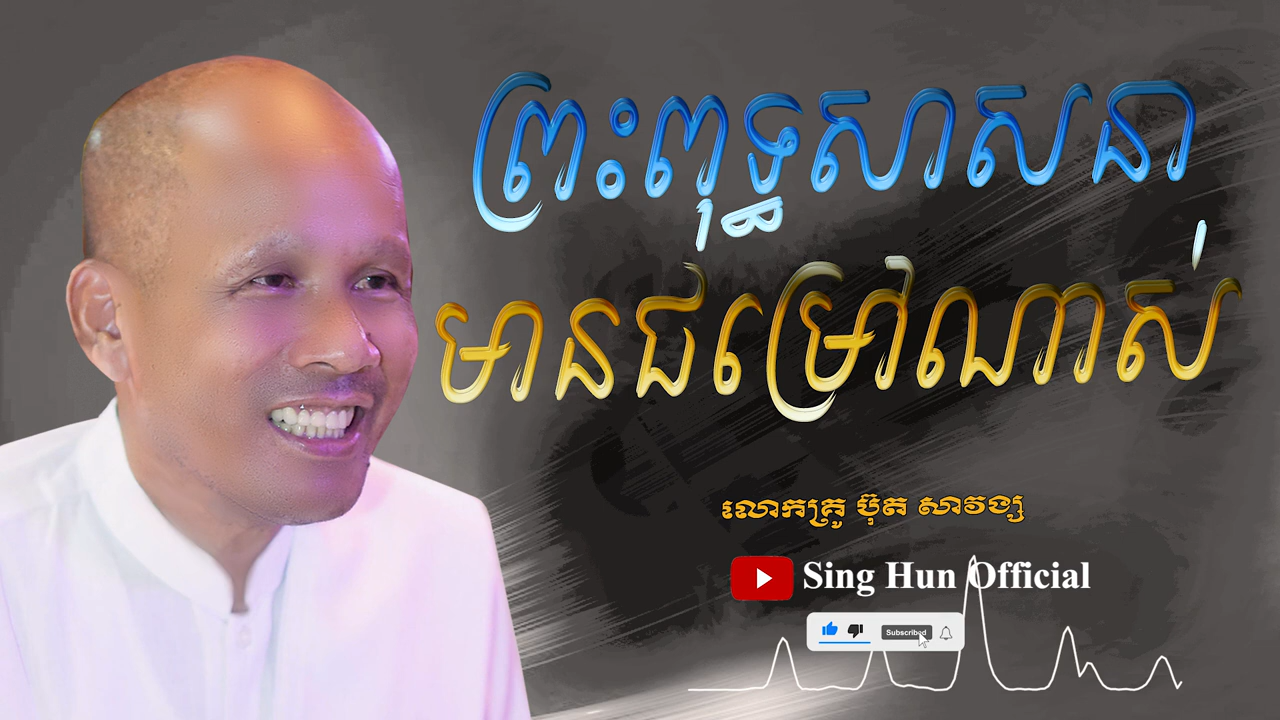 ព្រះពុទ្ធសាសនា
មានជម្រៅណាស់
លោកគ្រូ ប៊ុត សាវង្ស
Sing Hun Official
Subscribed